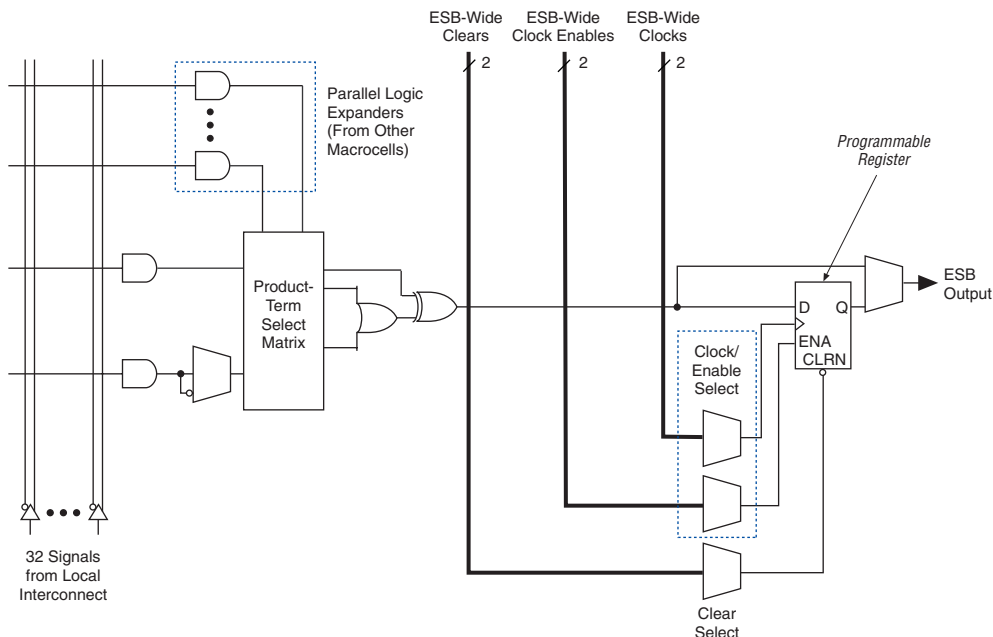 ESB-Wide
Clears
ESB-Wide
Clock Enables
ESB-Wide
Clocks
2
2
2
Parallel Logic
Expanders
(From Other
Macrocells)
Programmable
Register
Product-
Term
Select
Matrix
ESB
Output
D
Q
ENA
CLRN
Clock/
Enable
Select
32 Signals
from Local
Interconnect
Clear
Select